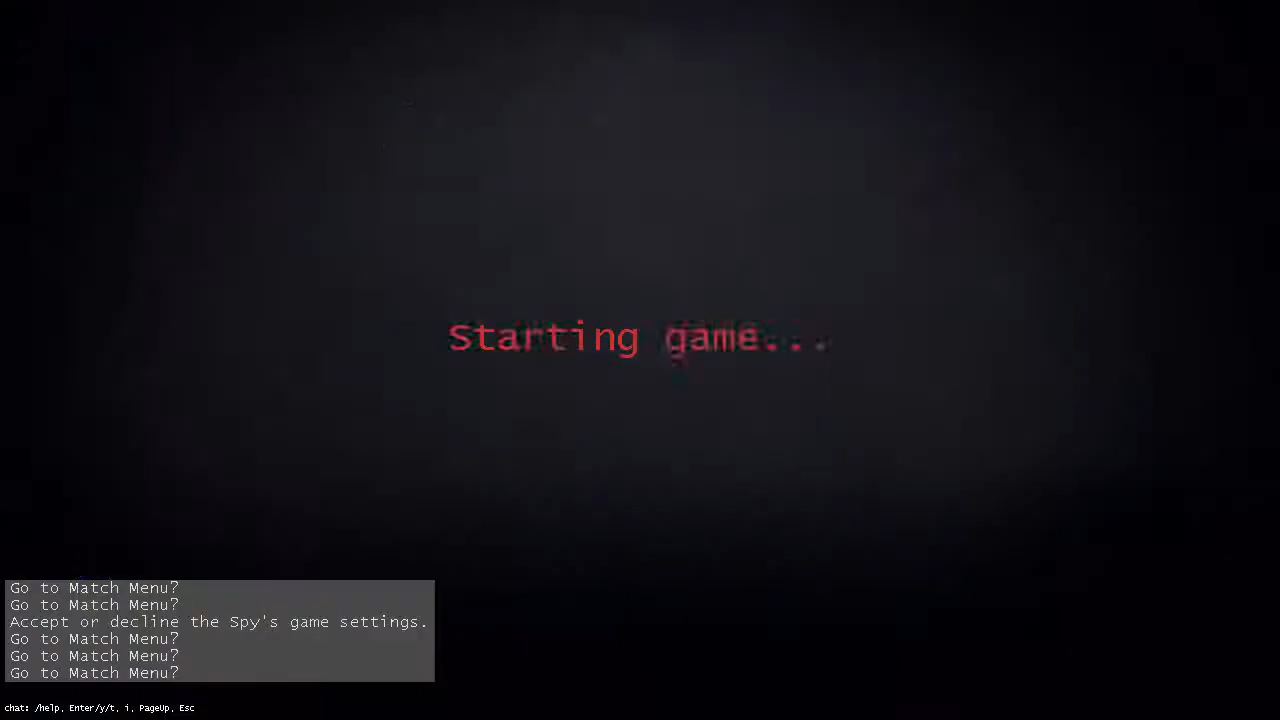 Starting game...
Go to Match Menu?
Go to Match Menu?
Accept or decline the Spy's game settings.
Go to Match Menu?
Go to Match Menu?
Go to Match Menu?
chat: /help, Enter/y/t, i, PageUp, Esc